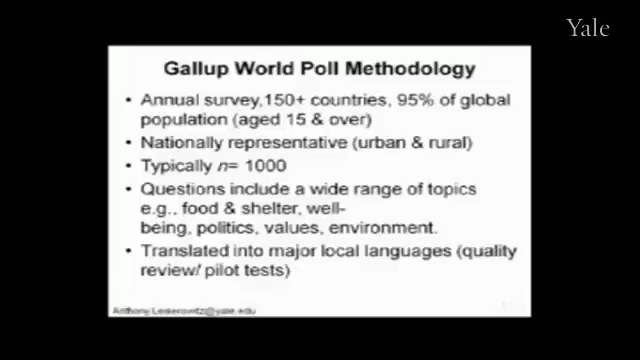 Yale
Gallup World Poll Methodology
• Annual survey,150+ countries, 95% of global
population (aged 15 & over)
• Nationally representative (urban & rural)
• Typically n= 1000
• Questions include a wide range of topics
e.g., food & shelter, well-
being, politics, values, environment.
• Translated into major local languages (quality
review/ pilot tests)
Anthony.Leiserowitz@yale.edu